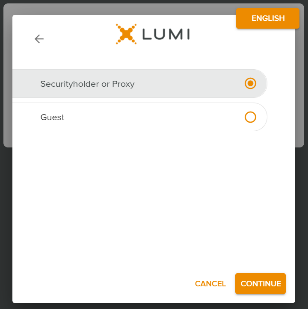 ENGLISH
LUMI
Securityholder or Proxy
Guest
CANCEL
CONTINUE